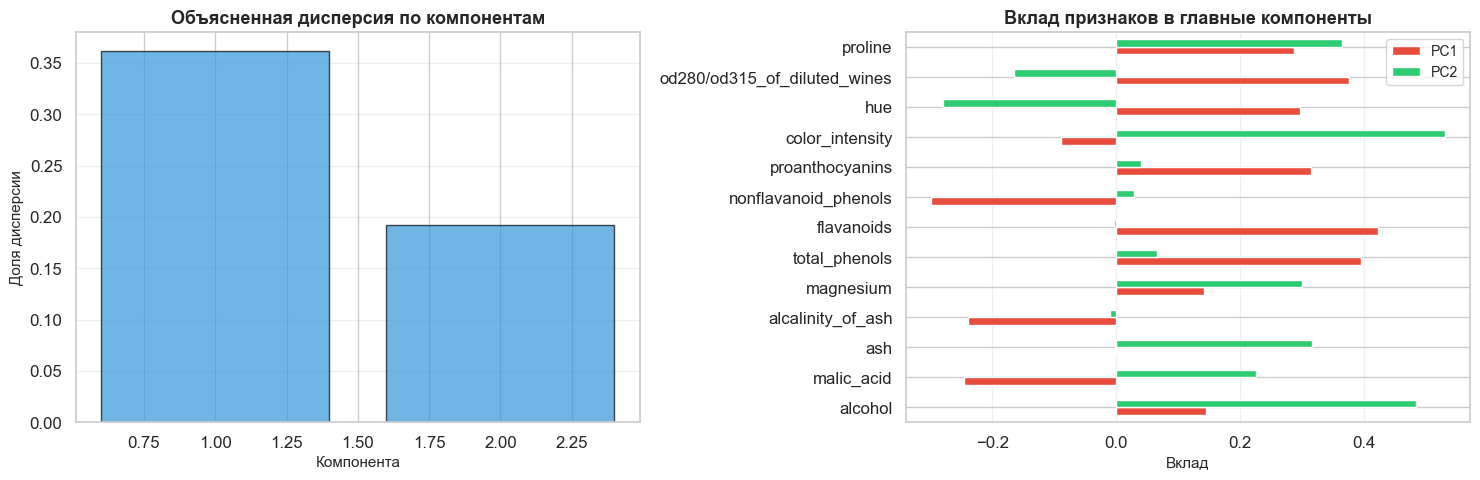 Объясненная дисперсия по компонентам
Доля дисперсии
0.35
0.30
0.25
0.20
0.15
0.10
0.05
0.00
0.75 1.00 1.25 1.50 1.75 2.00 2.25
Компонента
Вклад признаков в главные компоненты
proline
od280/od315_of_diluted_wines
hue
color_intensity
proanthocyanins
nonflavanoid_phenols
flavanoids
total_phenols
magnesium
alcalinity_of_ash
ash
malic_acid
alcohol
PC1
PC2
−0.2 0.0 0.2 0.4
Вклад